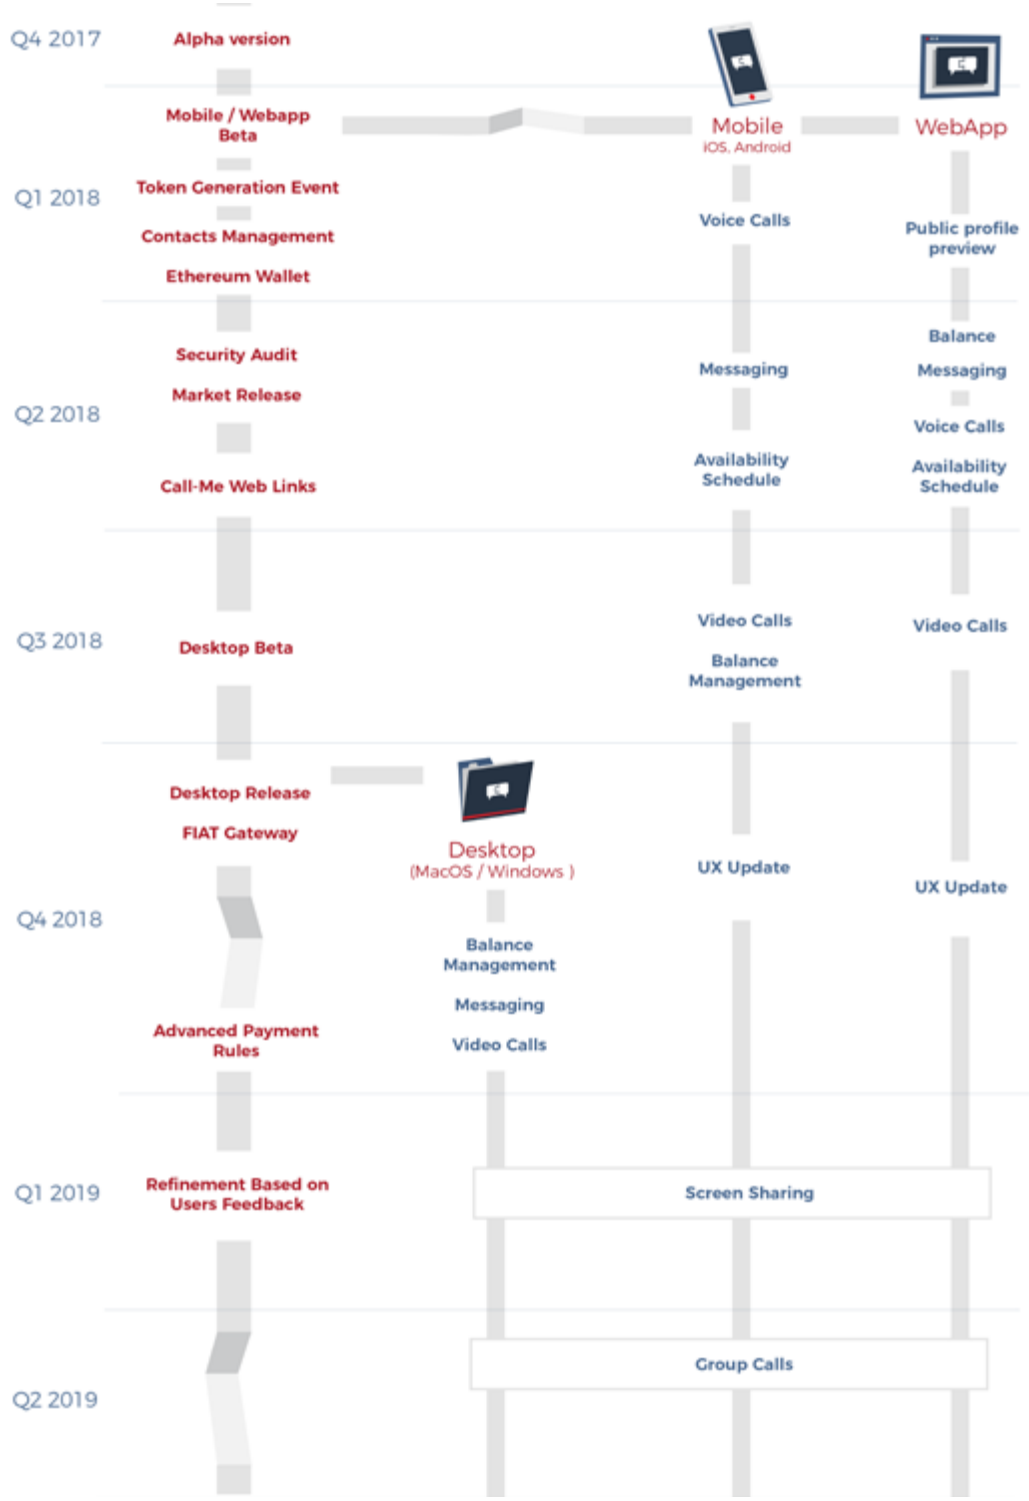 Q4 2017
Alpha version
Mobile / Webapp
Beta
Mobile
iOS, Android
WebApp
Q1 2018
Token Generation Event
Contacts Management
Ethereum Wallet
Voice Calls
Public profile
preview
Q2 2018
Security Audit
Market Release
Call-Me Web Links
Messaging
Availability
Schedule
Balance
Messaging
Voice Calls
Availability
Schedule
Q3 2018
Desktop Beta
Video Calls
Balance
Management
Video Calls
Q4 2018
Desktop Release
FIAT Gateway
Advanced Payment
Rules
Desktop
(MacOS / Windows )
Balance
Management
Messaging
Video Calls
UX Update
UX Update
Q1 2019
Refinement Based on
Users Feedback
Screen Sharing
Q2 2019
Group Calls